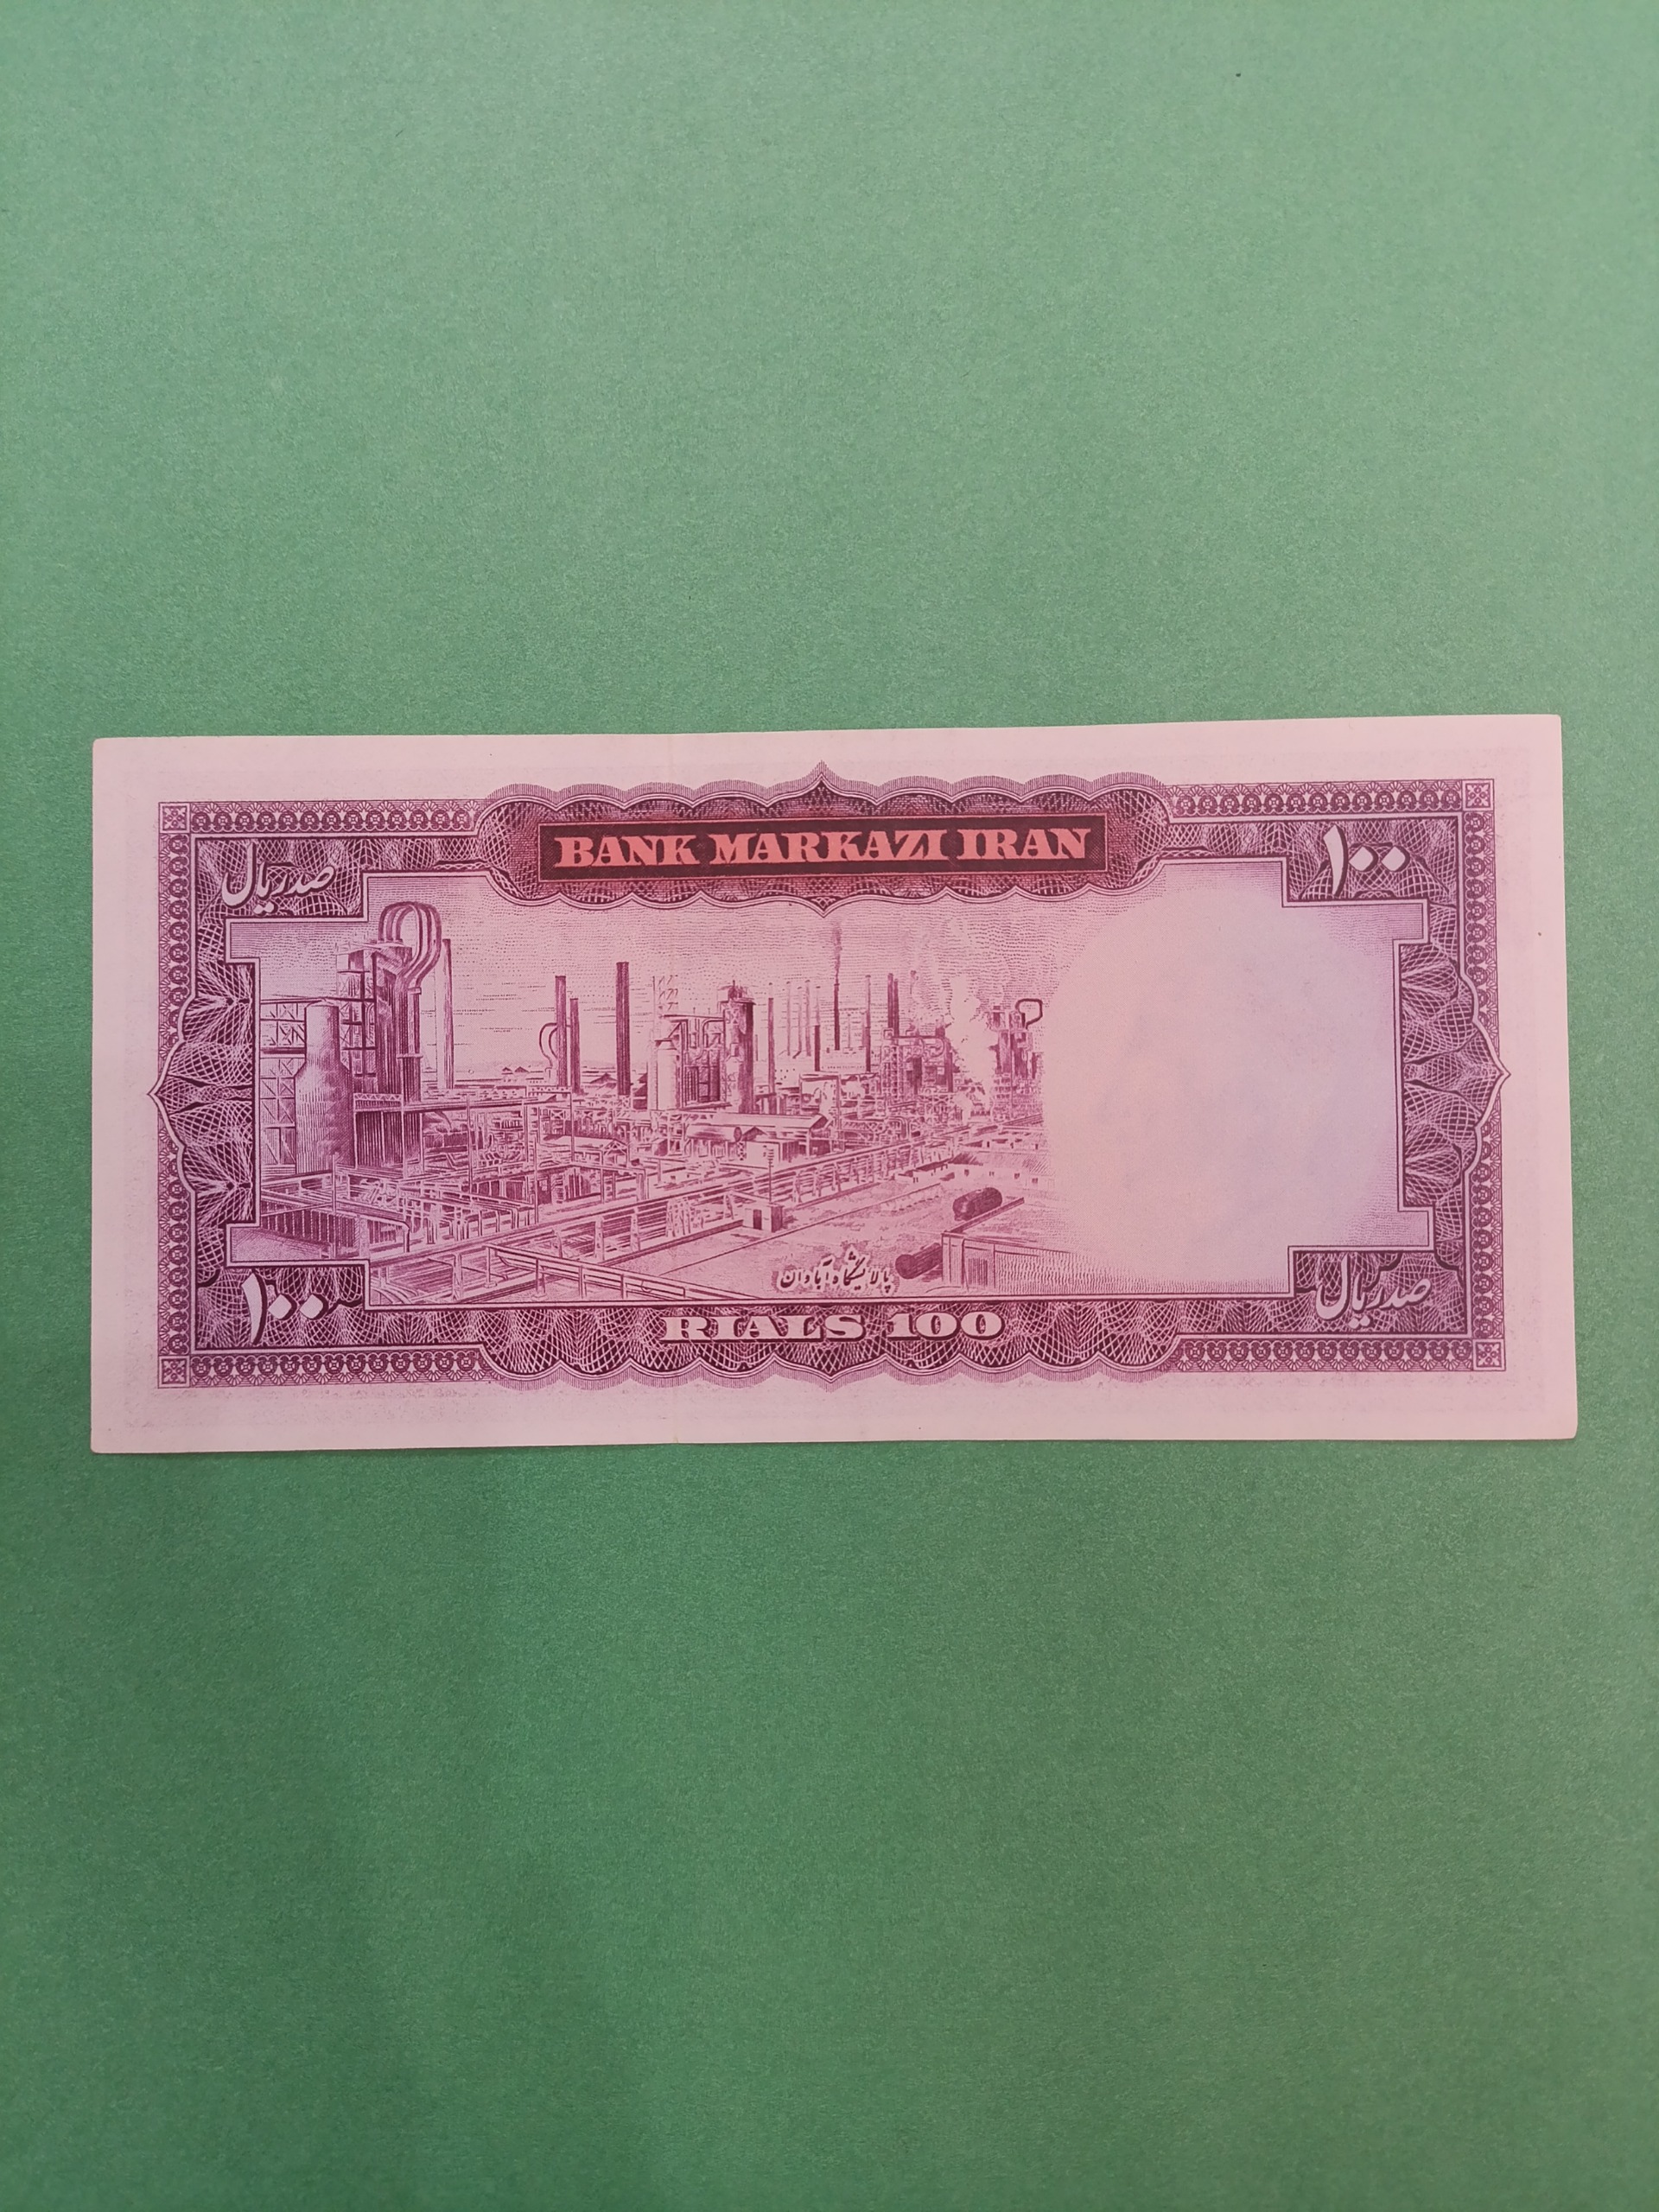 BANK MARKAZI IRAN
صد ریال
۱۰۰
پالایشگاه آبادان
۱۰۰
RIALS 100
صد ریال